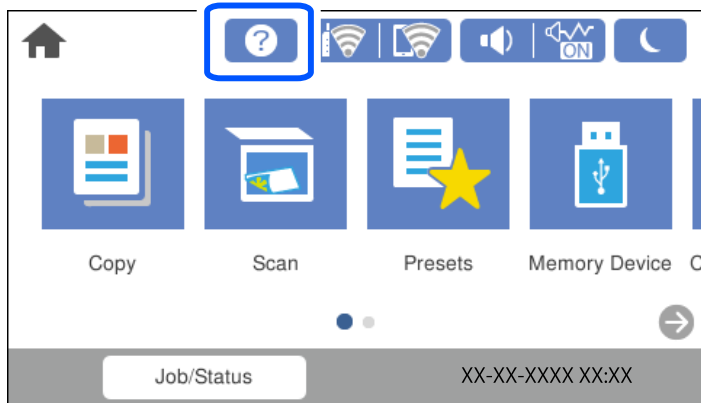 ?
ON
Copy Scan Presets Memory Device C
Job/Status XX-XX-XXXX XX:XX